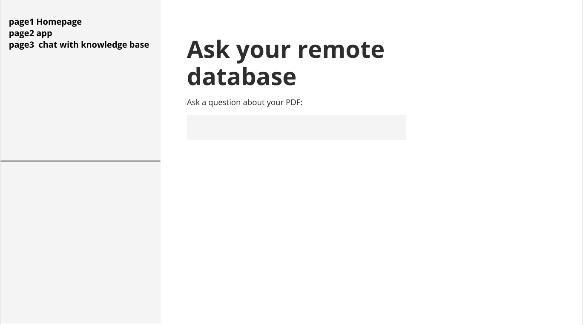 page1 Homepage
page2 app
page3  chat with knowledge base
Ask your remote
database
Ask a question about your PDF: